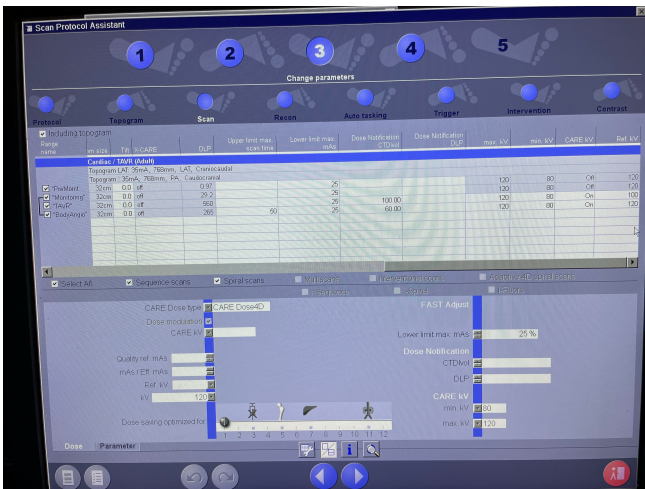 Scan Protocol Assistant
1 2 3 4 5
Change parameters
Protocol Topogram Scan Recon Auto tasking Trigger Intervention Contrast
Including topogram
Range name Tilt X-CARE DLP Upper limit max. scan time Lower limit max. mAs Dose Notification CTDIvol Dose Notification DLP max. kV min. kV CARE kV Ref. kV
Cardiac / TAVR (Adult)
Topogram LAT: 35mA, 768mm, LAT, Craniocaudal
Topogram: 35mA, 768mm, PA, Caudocranial
32cm 0.0 off 0.97 25 120 80 Off 120
"Monitoring" 32cm 0.0 off 29.2 25 120 80 Off 120
"TAVR" 32cm 0.0 off 560 25 100.00 120 80 On 100
"BodyAngio" 32cm 0.0 off 265 50 25 60.00 120 80 On 120
Select All Sequence scans Spiral scans Multiscans
CARE Dose type CARE Dose4D FAST Adjust
Dose modulation
CARE kV Lower limit max. mAs 25 %
Dose Notification
Quality ref. mAs CTDIvol
mAs / Eff. mAs DLP
Ref. kV CARE kV
kV 120 min. kV 80
Dose saving optimized for: max. kV 120
1 2 3 4 5 6 7 8 9 10 11 12
Dose Parameter